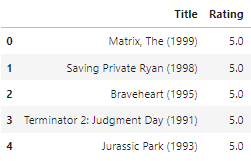 Title Rating
0 Matrix, The (1999) 5.0
1 Saving Private Ryan (1998) 5.0
2 Braveheart (1995) 5.0
3 Terminator 2: Judgment Day (1991) 5.0
4 Jurassic Park (1993) 5.0